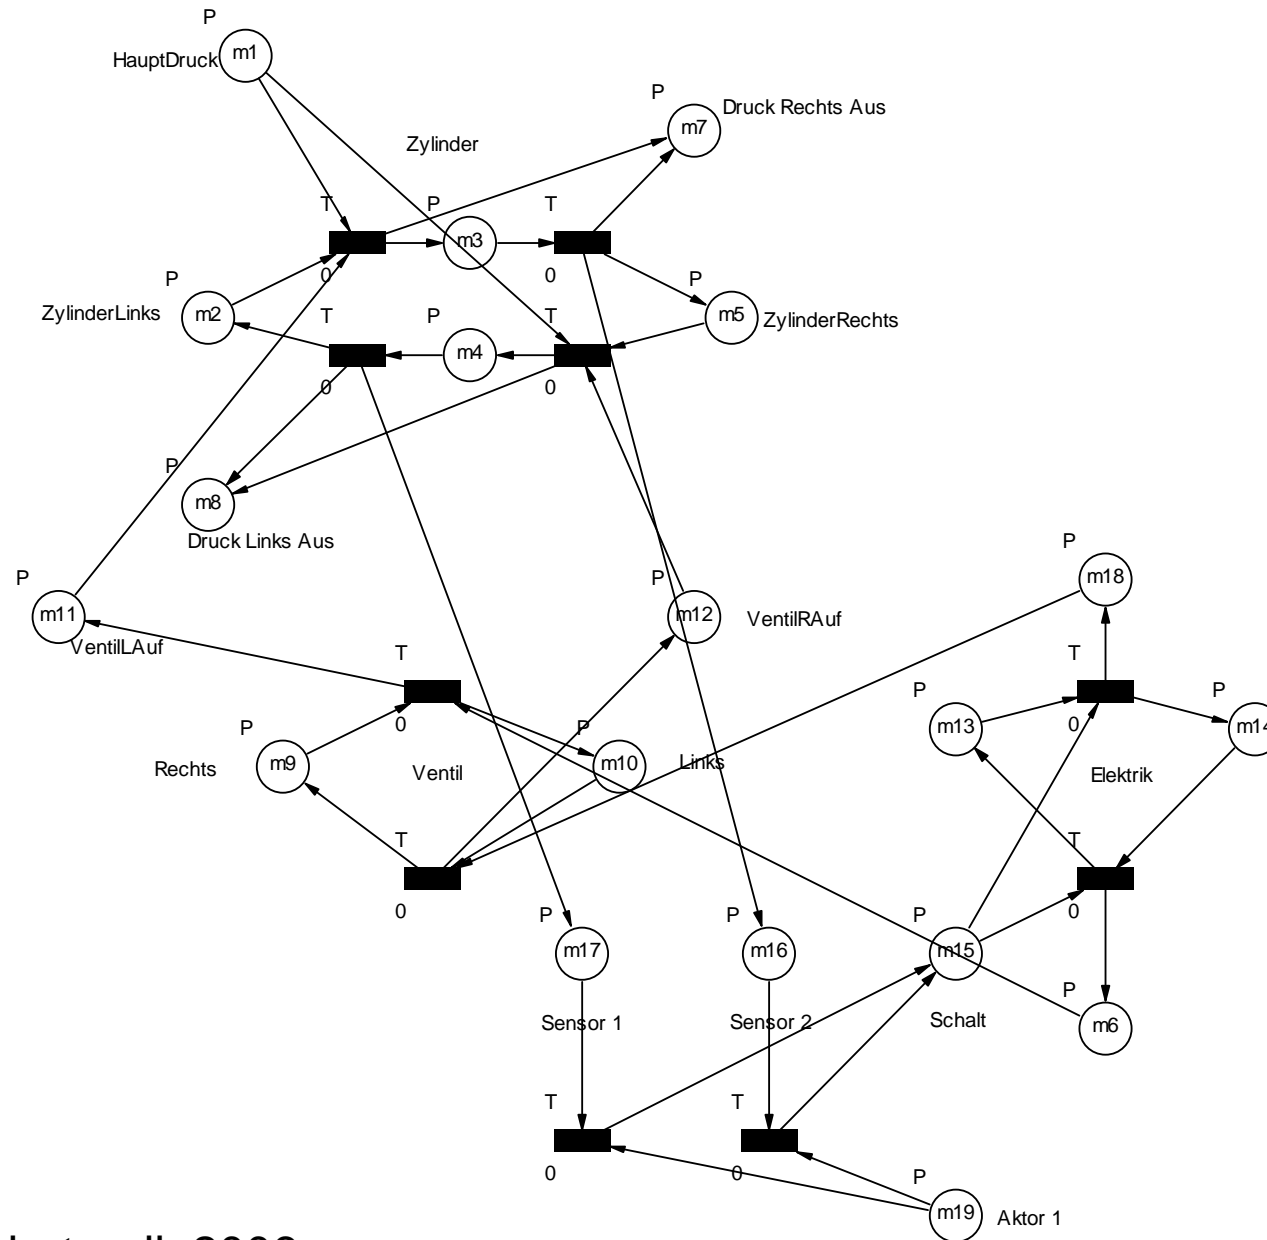 P
m1
HauptDruck
P
m7
Druck Rechts Aus
Zylinder
T
P
T
m3
0
0
P
P
m2
ZylinderLinks
m5
ZylinderRechts
T
P
T
m4
0
0
P
m8
Druck Links Aus
P
m18
P
m11
VentilLAuf
P
m12
VentilRAuf
T
T
P
P
m13
m14
0
0
P
P
m9
Rechts
Ventil
m10
Links
Elektrik
T
T
0
0
P
P
P
m17
m16
m15
P
m6
Sensor 1
Sensor 2
Schalt
T
T
0
0
P
m19
Aktor 1